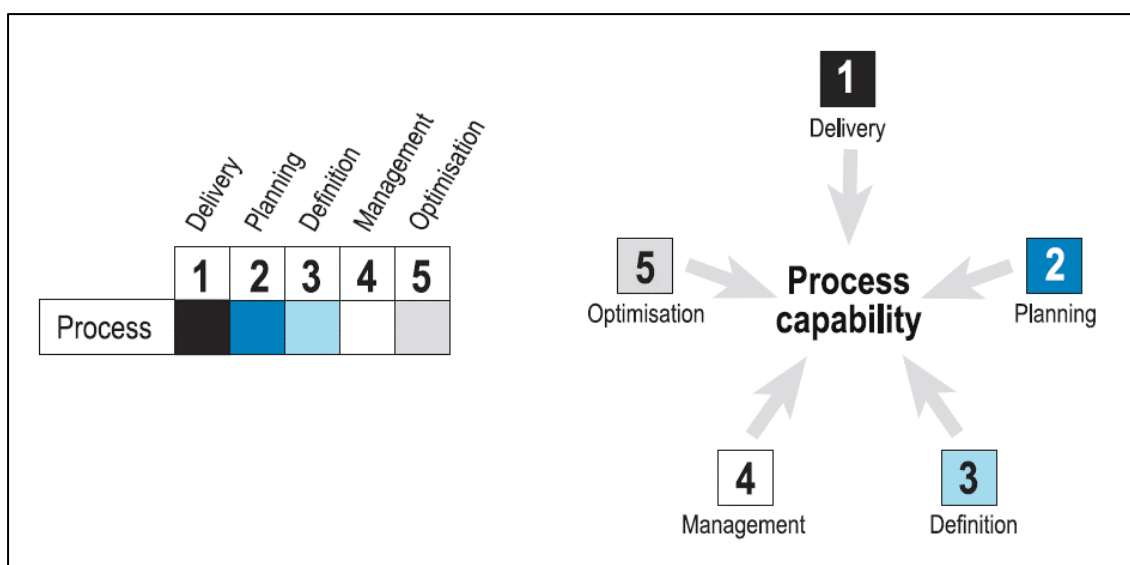 Delivery
Planning
Definition
Management
Optimisation
1 2 3 4 5
Process
1
Delivery
5
Optimisation
Process
capability
2
Planning
4
Management
3
Definition